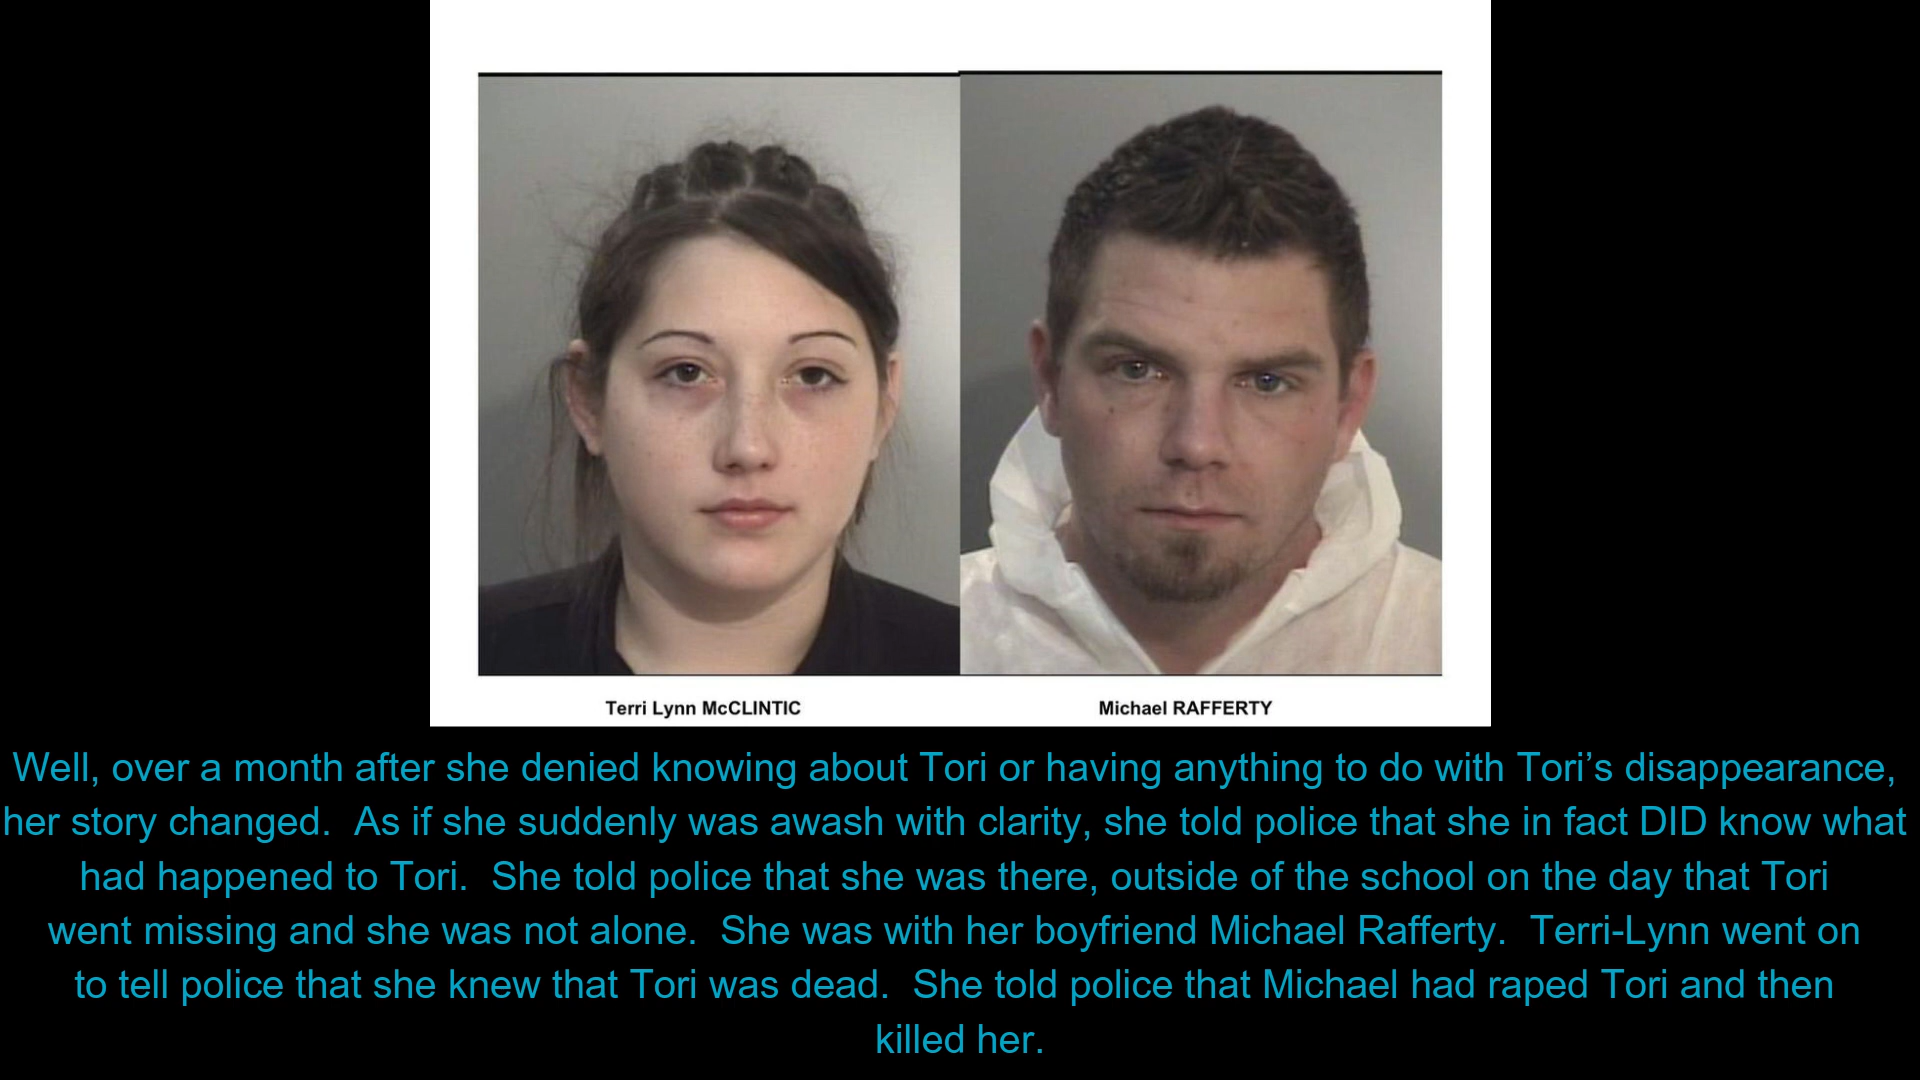 Terri Lynn McCLINTIC Michael RAFFERTY
Well, over a month after she denied knowing about Tori or having anything to do with Tori’s disappearance,
her story changed.  As if she suddenly was awash with clarity, she told police that she in fact DID know what
had happened to Tori.  She told police that she was there, outside of the school on the day that Tori
went missing and she was not alone.  She was with her boyfriend Michael Rafferty.  Terri-Lynn went on
to tell police that she knew that Tori was dead.  She told police that Michael had raped Tori and then
killed her.